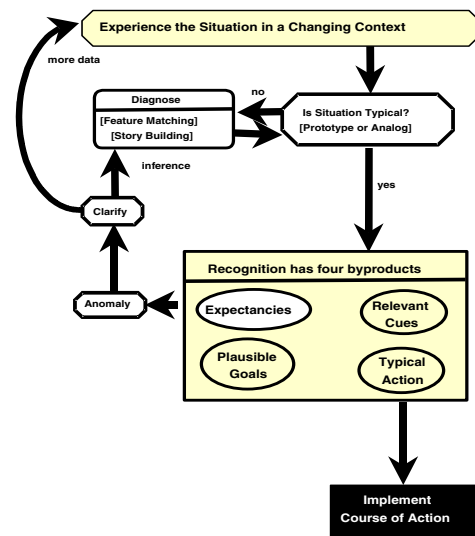 Experience the Situation in a Changing Context
more data
Diagnose
[Feature Matching]
[Story Building]
no
Is Situation Typical?
[Prototype or Analog]
inference
yes
Clarify
Recognition has four byproducts
Anomaly
Expectancies
Relevant
Cues
Plausible
Goals
Typical
Action
Implement
Course of Action